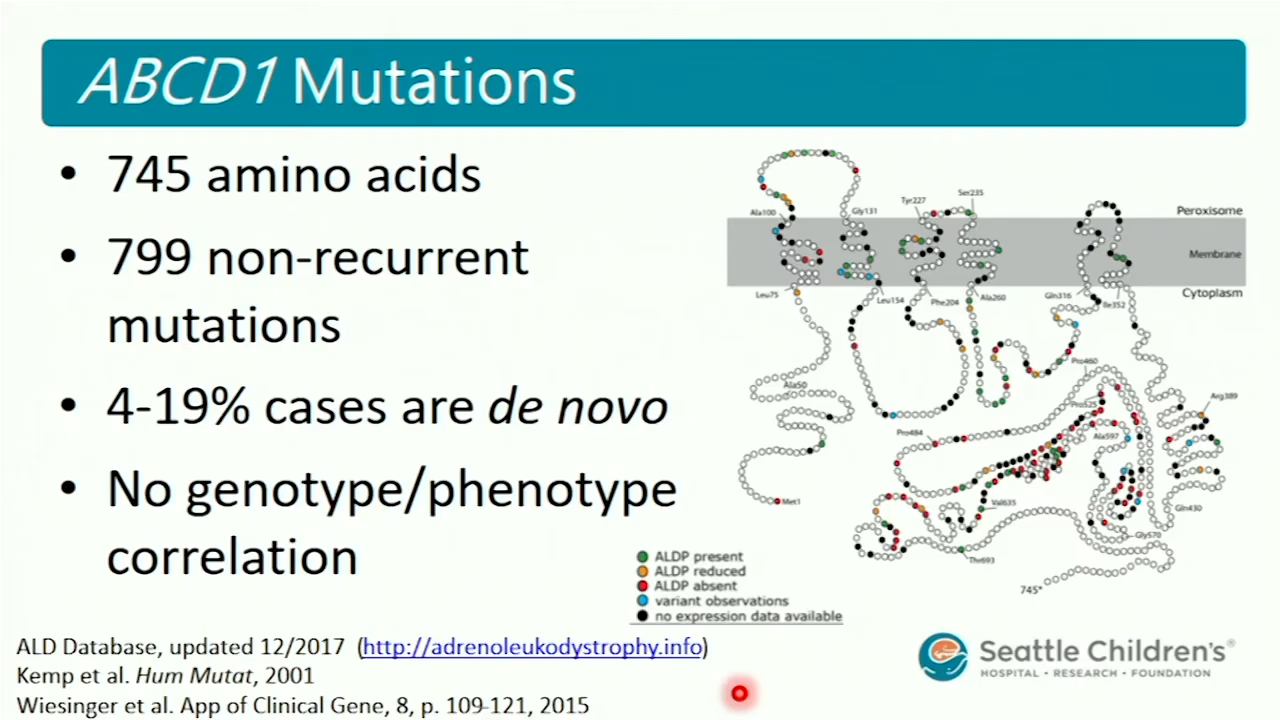 ABCD1 Mutations
• 745 amino acids
• 799 non-recurrent
mutations
• 4-19% cases are de novo
• No genotype/phenotype
correlation
Ser235
Tyr227
Ala100
Gly131
Peroxisome
Membrane
Cytoplasm
Leu75
Leu154
Phe204
Ala260
Gln316
Ile352
Pro460
Ala50
Arg389
Pro523
Pro484
Ala597
Met1
Val635
Gln430
Gly570
Thr693
745*
ALDP present
ALDP reduced
ALDP absent
variant observations
no expression data available
ALD Database, updated 12/2017 (http://adrenoleukodystrophy.info)
Kemp et al. Hum Mutat, 2001
Wiesinger et al. App of Clinical Gene, 8, p. 109-121, 2015
Seattle Children's®
HOSPITAL • RESEARCH • FOUNDATION